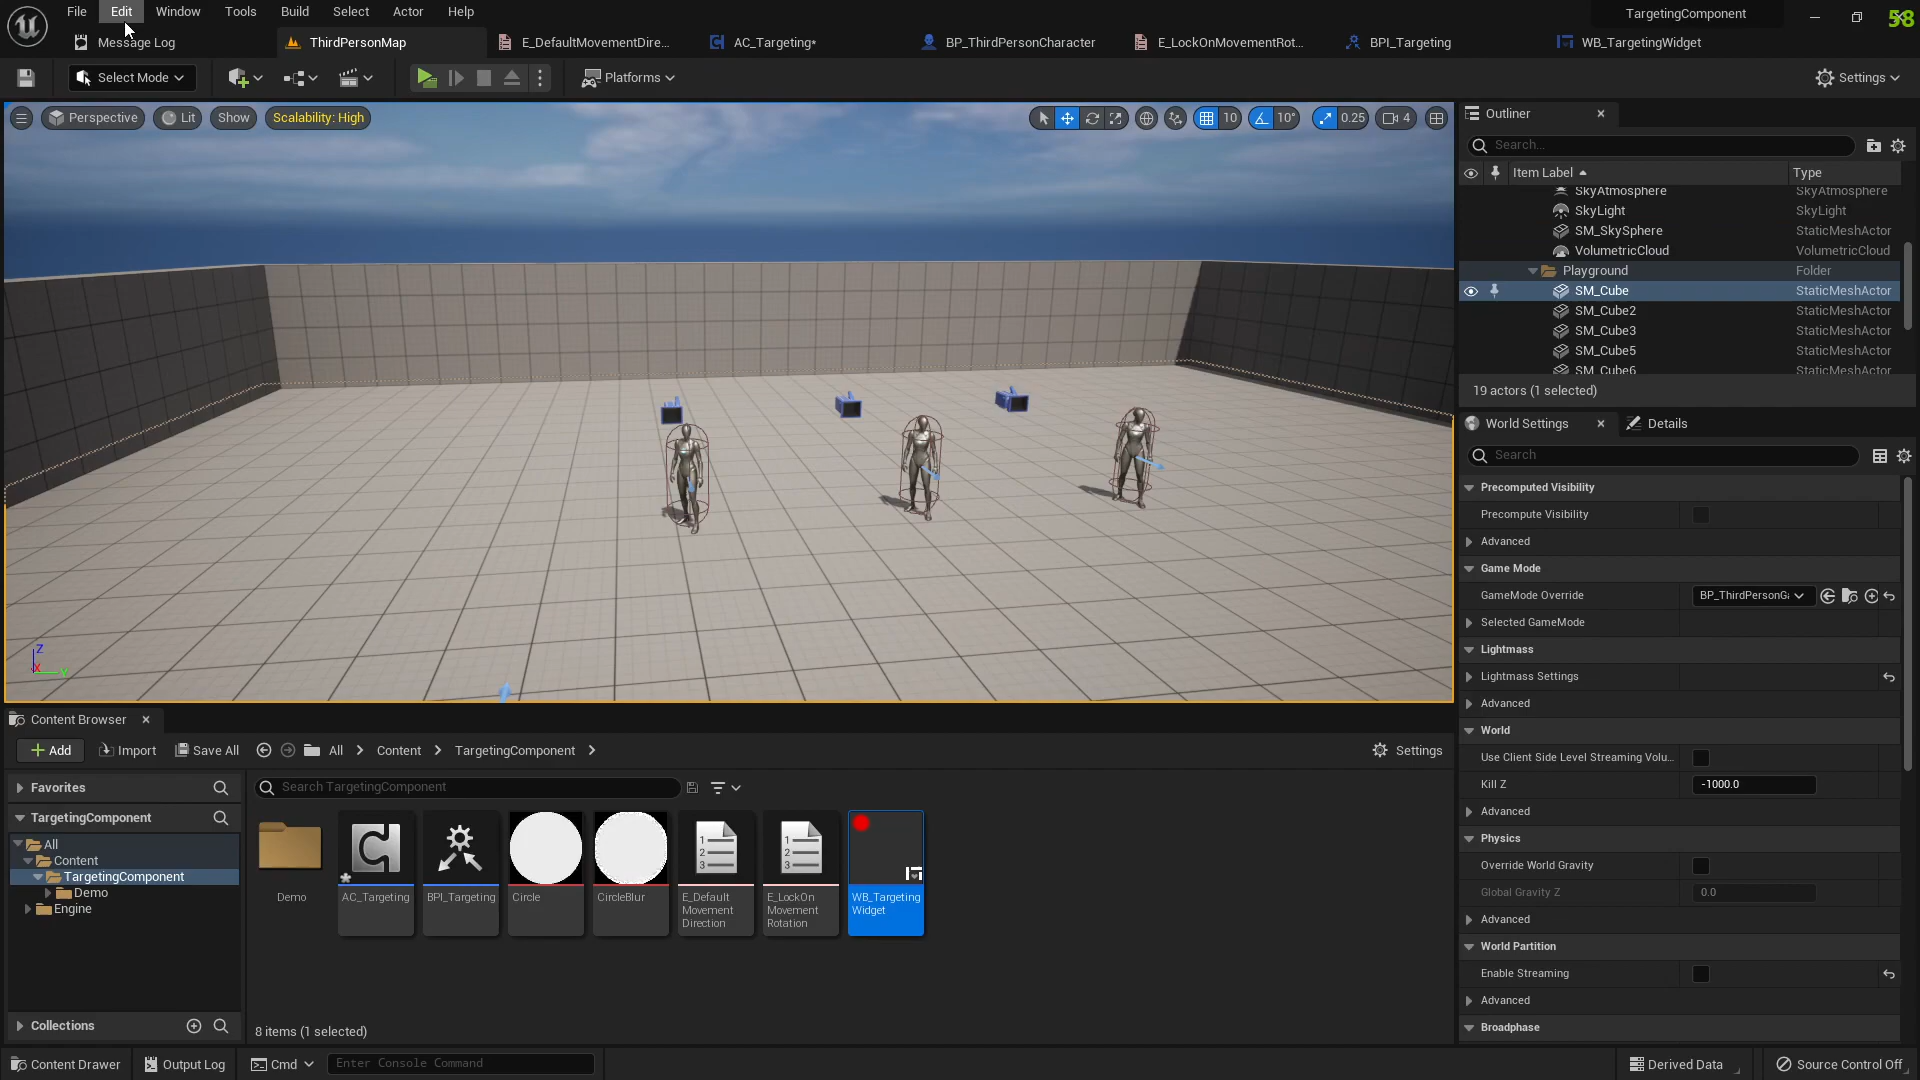 File Edit Window Tools Build Select Actor Help TargetingComponent 58
Message Log ThirdPersonMap E_DefaultMovementDire... AC_Targeting* BP_ThirdPersonCharacter E_LockOnMovementRot... BPI_Targeting WB_TargetingWidget
Select Mode Platforms Settings
Perspective Lit Show Scalability: High 10 10° 0.25 4
Outliner
Search...
Item Label Type
SkyAtmosphere SkyAtmosphere
SkyLight SkyLight
SM_SkySphere StaticMeshActor
VolumetricCloud VolumetricCloud
Playground Folder
SM_Cube StaticMeshActor
SM_Cube2 StaticMeshActor
SM_Cube3 StaticMeshActor
SM_Cube5 StaticMeshActor
SM_Cube6 StaticMeshActor
19 actors (1 selected)
World Settings Details
Search
Precomputed Visibility
Precompute Visibility
Advanced
Game Mode
GameMode Override BP_ThirdPersonGa
Selected GameMode
Lightmass
Lightmass Settings
Advanced
World
Use Client Side Level Streaming Volu...
Kill Z -1000.0
Advanced
Physics
Override World Gravity
Global Gravity Z 0.0
Advanced
World Partition
Enable Streaming
Advanced
Broadphase
Z
X Y
Content Browser
Add Import Save All All Content TargetingComponent Settings
Favorites
Search TargetingComponent
TargetingComponent
All
Content
TargetingComponent
Demo
Engine
Collections
Demo
AC_Targeting
BPI_Targeting
Circle
CircleBlur
E_Default
Movement
Direction
E_LockOn
Movement
Rotation
WB_Targeting
Widget
8 items (1 selected)
Content Drawer Output Log Cmd Enter Console Command Derived Data Source Control Off